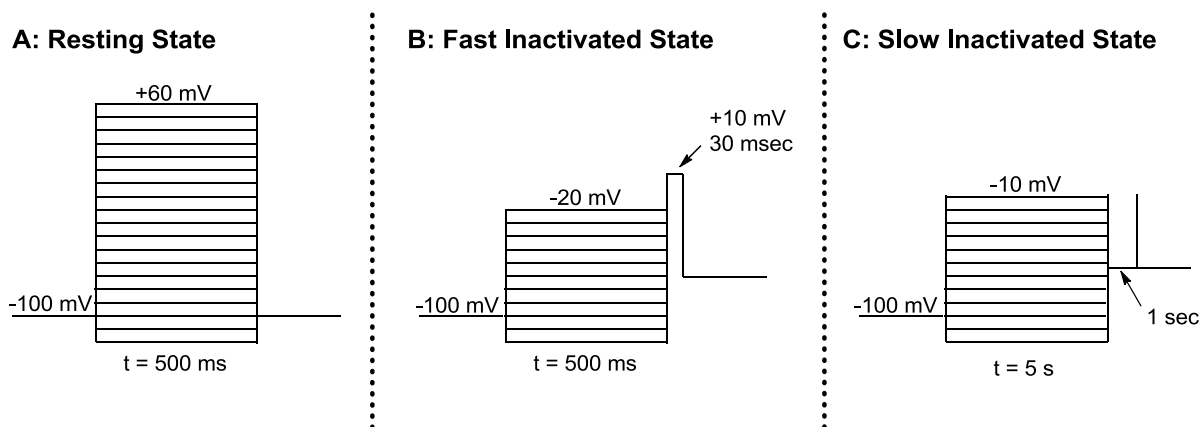 A: Resting State
+60 mV
-100 mV
t = 500 ms
B: Fast Inactivated State
+10 mV
30 msec
-20 mV
-100 mV
t = 500 ms
C: Slow Inactivated State
-10 mV
-100 mV
1 sec
t = 5 s